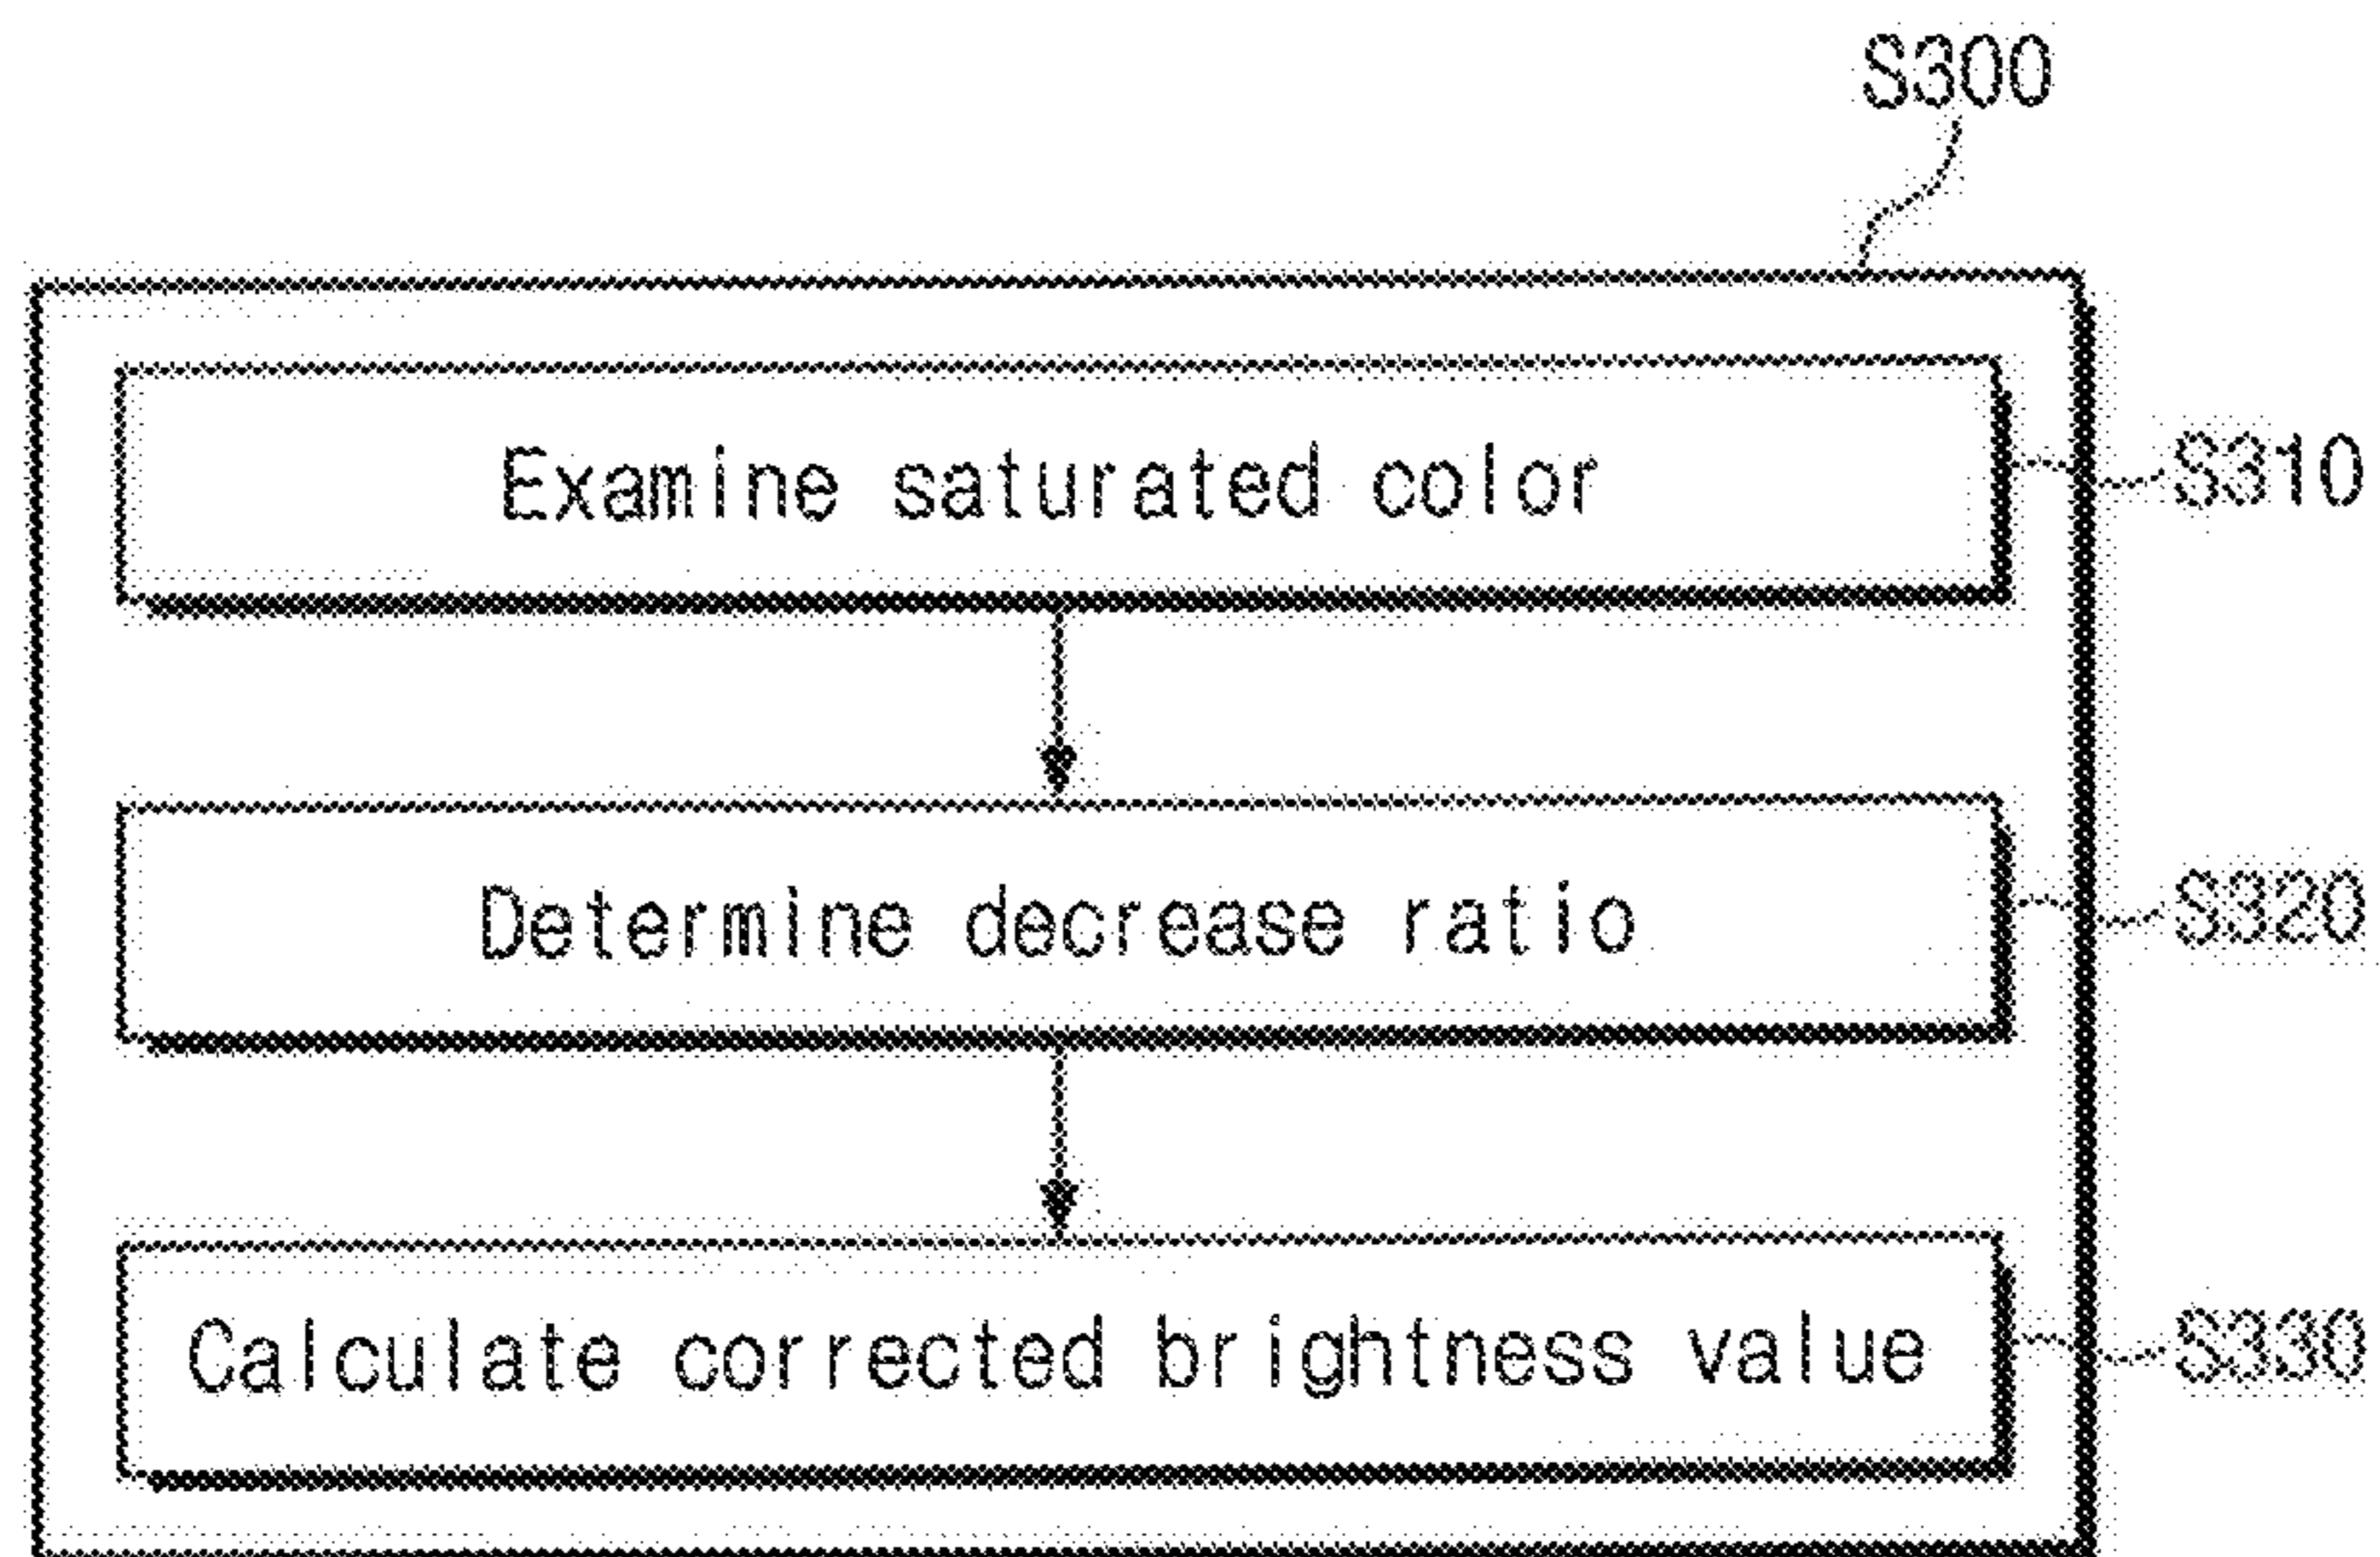 S300
Examine saturated color
S310
Determine decrease ratio
S320
Calculate corrected brightness value
S330